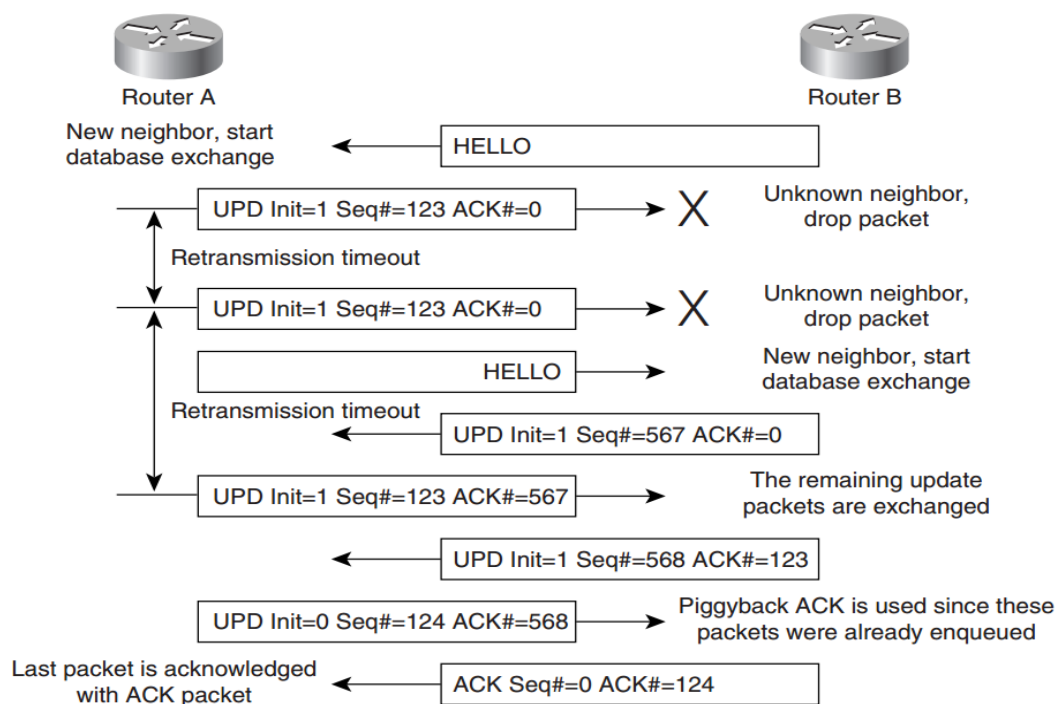 Router A
Router B
New neighbor, start
database exchange
HELLO
UPD Init=1 Seq#=123 ACK#=0
X
Unknown neighbor,
drop packet
Retransmission timeout
UPD Init=1 Seq#=123 ACK#=0
X
Unknown neighbor,
drop packet
HELLO
New neighbor, start
database exchange
Retransmission timeout
UPD Init=1 Seq#=567 ACK#=0
UPD Init=1 Seq#=123 ACK#=567
The remaining update
packets are exchanged
UPD Init=1 Seq#=568 ACK#=123
UPD Init=0 Seq#=124 ACK#=568
Piggyback ACK is used since these
packets were already enqueued
Last packet is acknowledged
with ACK packet
ACK Seq#=0 ACK#=124